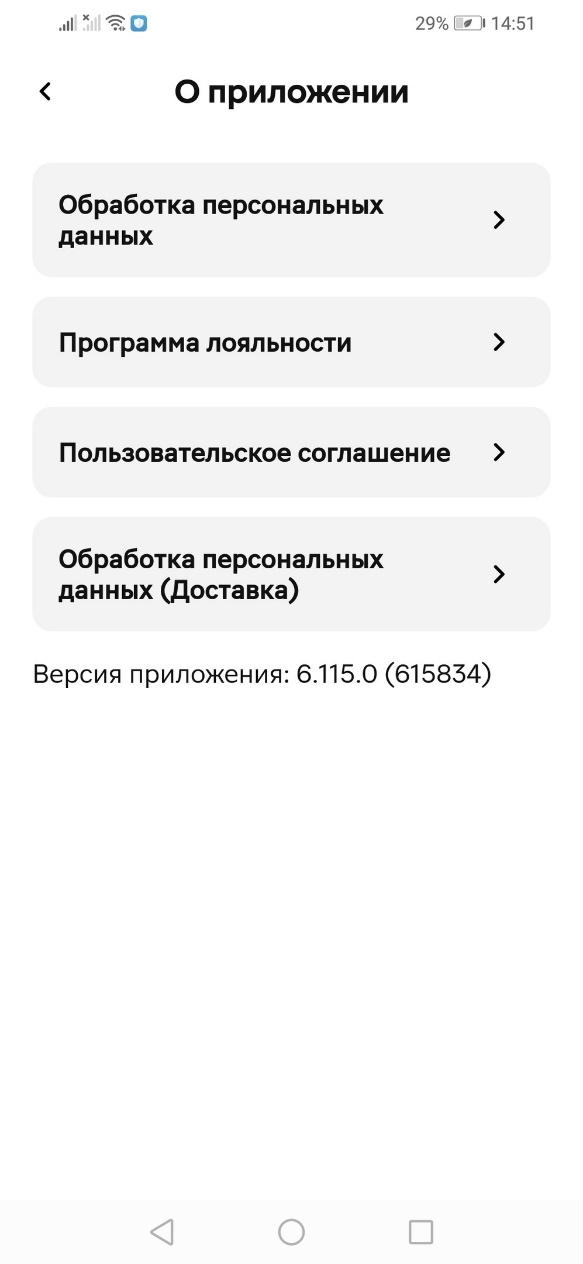 29% 14:51
О приложении
Обработка персональных
данных
Программа лояльности
Пользовательское соглашение
Обработка персональных
данных (Доставка)
Версия приложения: 6.115.0 (615834)